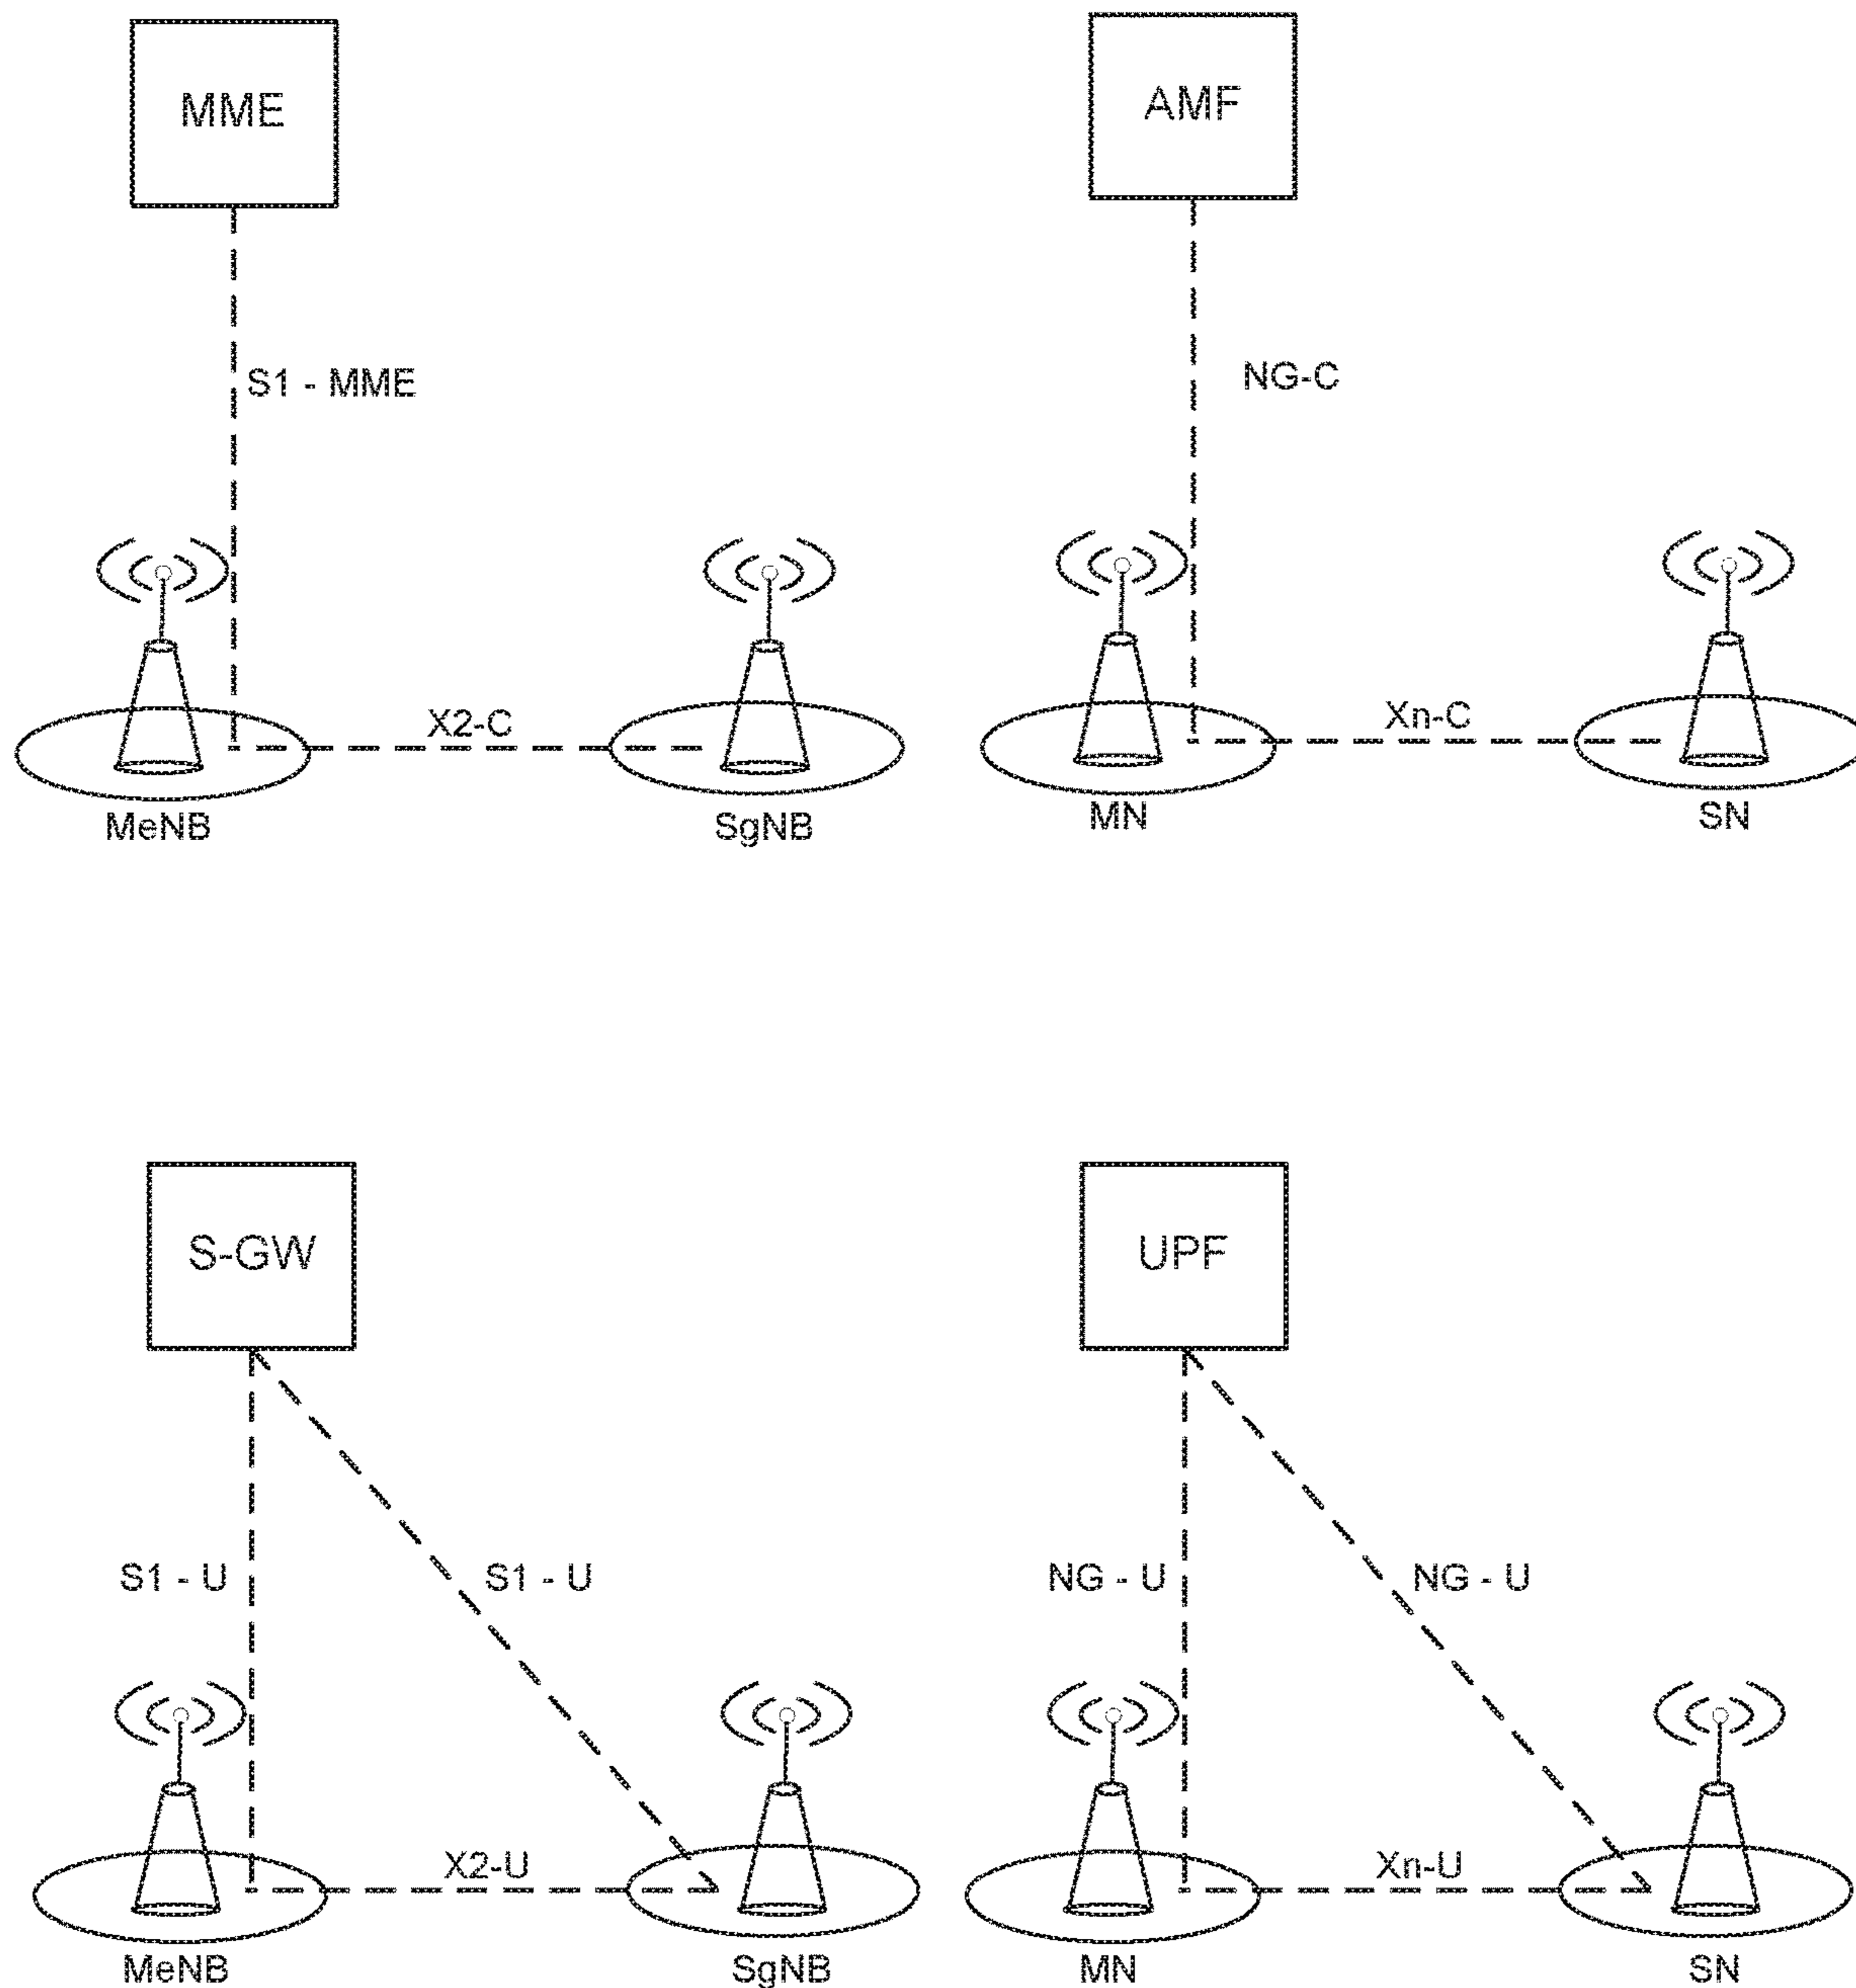 MME
AMF
S1 - MME
NG-C
X2-C
Xn-C
MeNB
SgNB
MN
SN
S-GW
UPF
S1 - U
S1 - U
NG - U
NG - U
X2-U
Xn-U
MeNB
SgNB
MN
SN